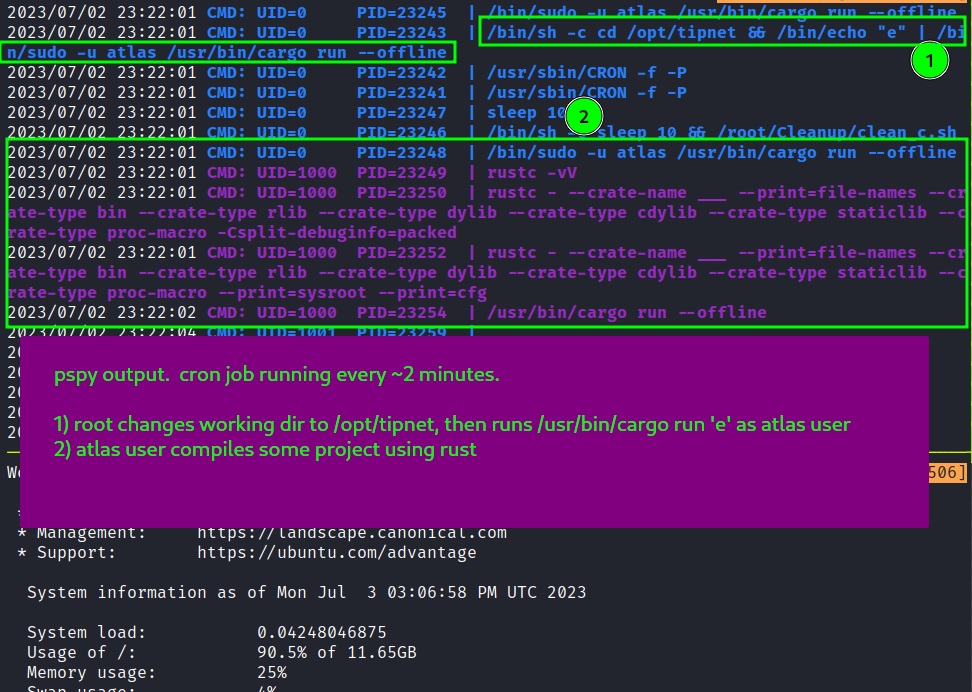 2023/07/02 23:22:01 CMD: UID=0     PID=23245  | /bin/sudo -u atlas /usr/bin/cargo run --offline
2023/07/02 23:22:01 CMD: UID=0     PID=23243  | /bin/sh -c cd /opt/tipnet && /bin/echo "e" | /bi
n/sudo -u atlas /usr/bin/cargo run --offline
1
2023/07/02 23:22:01 CMD: UID=0     PID=23242  | /usr/sbin/CRON -f -P
2023/07/02 23:22:01 CMD: UID=0     PID=23241  | /usr/sbin/CRON -f -P
2023/07/02 23:22:01 CMD: UID=0     PID=23247  | sleep 10
2
2023/07/02 23:22:01 CMD: UID=0     PID=23246  | /bin/sh sleep 10 && /root/Cleanup/clean_c.sh
2023/07/02 23:22:01 CMD: UID=0     PID=23248  | /bin/sudo -u atlas /usr/bin/cargo run --offline
2023/07/02 23:22:01 CMD: UID=1000  PID=23249  | rustc -vV
2023/07/02 23:22:01 CMD: UID=1000  PID=23250  | rustc - --crate-name ___ --print=file-names --cr
ate-type bin --crate-type rlib --crate-type dylib --crate-type cdylib --crate-type staticlib --c
rate-type proc-macro -Csplit-debuginfo=packed
2023/07/02 23:22:01 CMD: UID=1000  PID=23252  | rustc - --crate-name ___ --print=file-names --cr
ate-type bin --crate-type rlib --crate-type dylib --crate-type cdylib --crate-type staticlib --c
rate-type proc-macro --print=sysroot --print=cfg
2023/07/02 23:22:02 CMD: UID=1000  PID=23254  | /usr/bin/cargo run --offline
2023/07/02 23:22:04 CMD: UID=1001  PID=23259  |
pspy output.  cron job running every ~2 minutes.
1) root changes working dir to /opt/tipnet, then runs /usr/bin/cargo run 'e' as atlas user
2) atlas user compiles some project using rust
506]
* Management:     https://landscape.canonical.com
* Support:        https://ubuntu.com/advantage
System information as of Mon Jul  3 03:06:58 PM UTC 2023
System load:            0.04248046875
Usage of /:             90.5% of 11.65GB
Memory usage:           25%
Swap usage:             4%